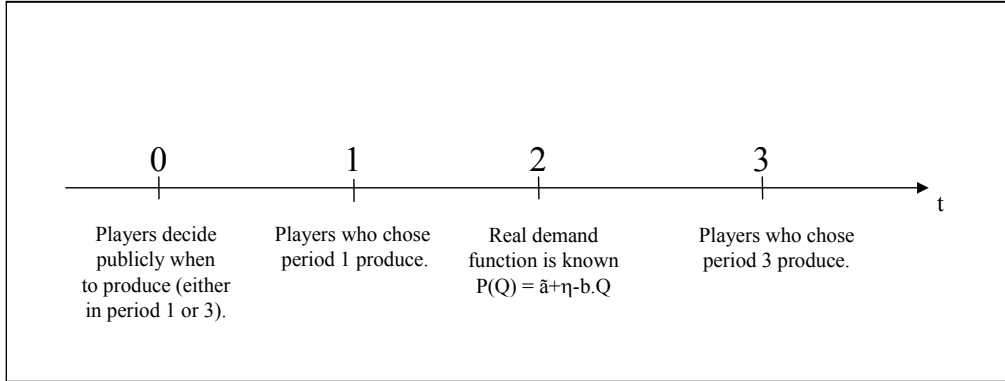 0
1
2
3
t
Players decide
publicly when
to produce (either
in period 1 or 3).
Players who chose
period 1 produce.
Real demand
function is known
P(Q) = ã+η-b.Q
Players who chose
period 3 produce.